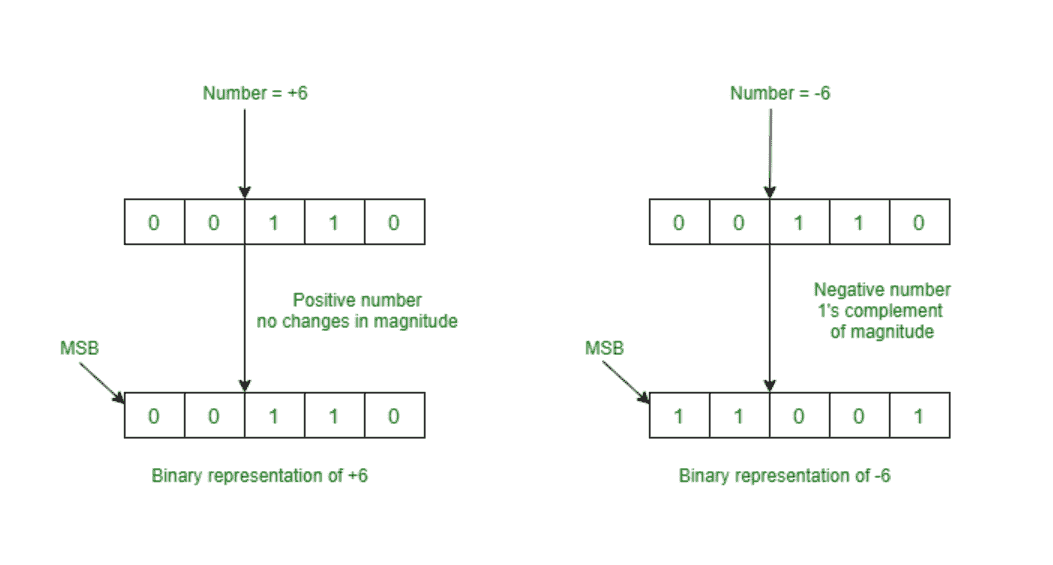 Number = +6
0 0 1 1 0
Positive number
no changes in magnitude
MSB
0 0 1 1 0
Binary representation of +6
Number = -6
0 0 1 1 0
Negative number
1's complement
of magnitude
MSB
1 1 0 0 1
Binary representation of -6